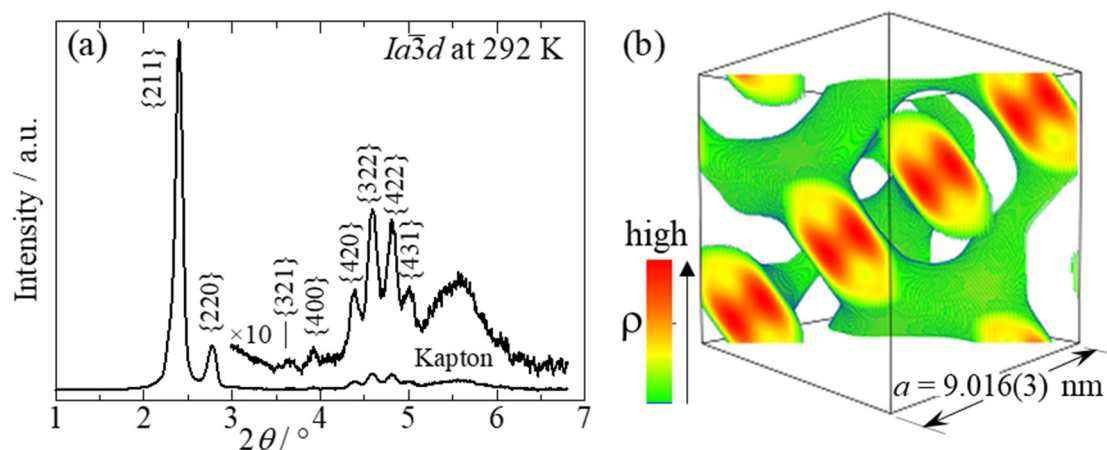 (a)
Ia3̅d at 292 K
Intensity / a.u.
{211}
{220}
×10
{321}
{400}
{420}
{322}
{422}
{431}
Kapton
1 2 3 4 5 6 7
2θ / °
(b)
high
ρ
a = 9.016(3) nm